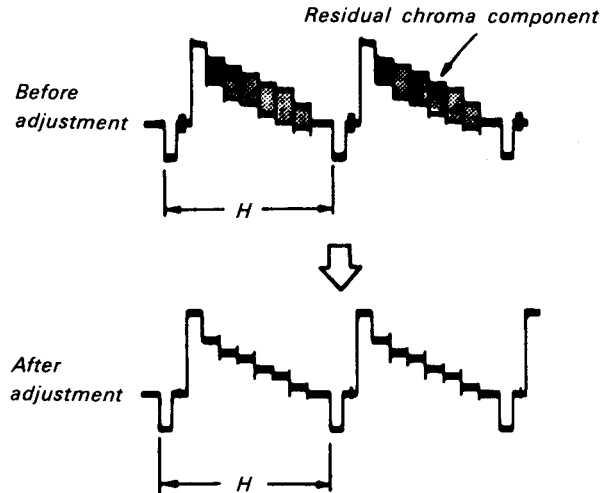 Residual chroma component
Before
adjustment
H
After
adjustment
H